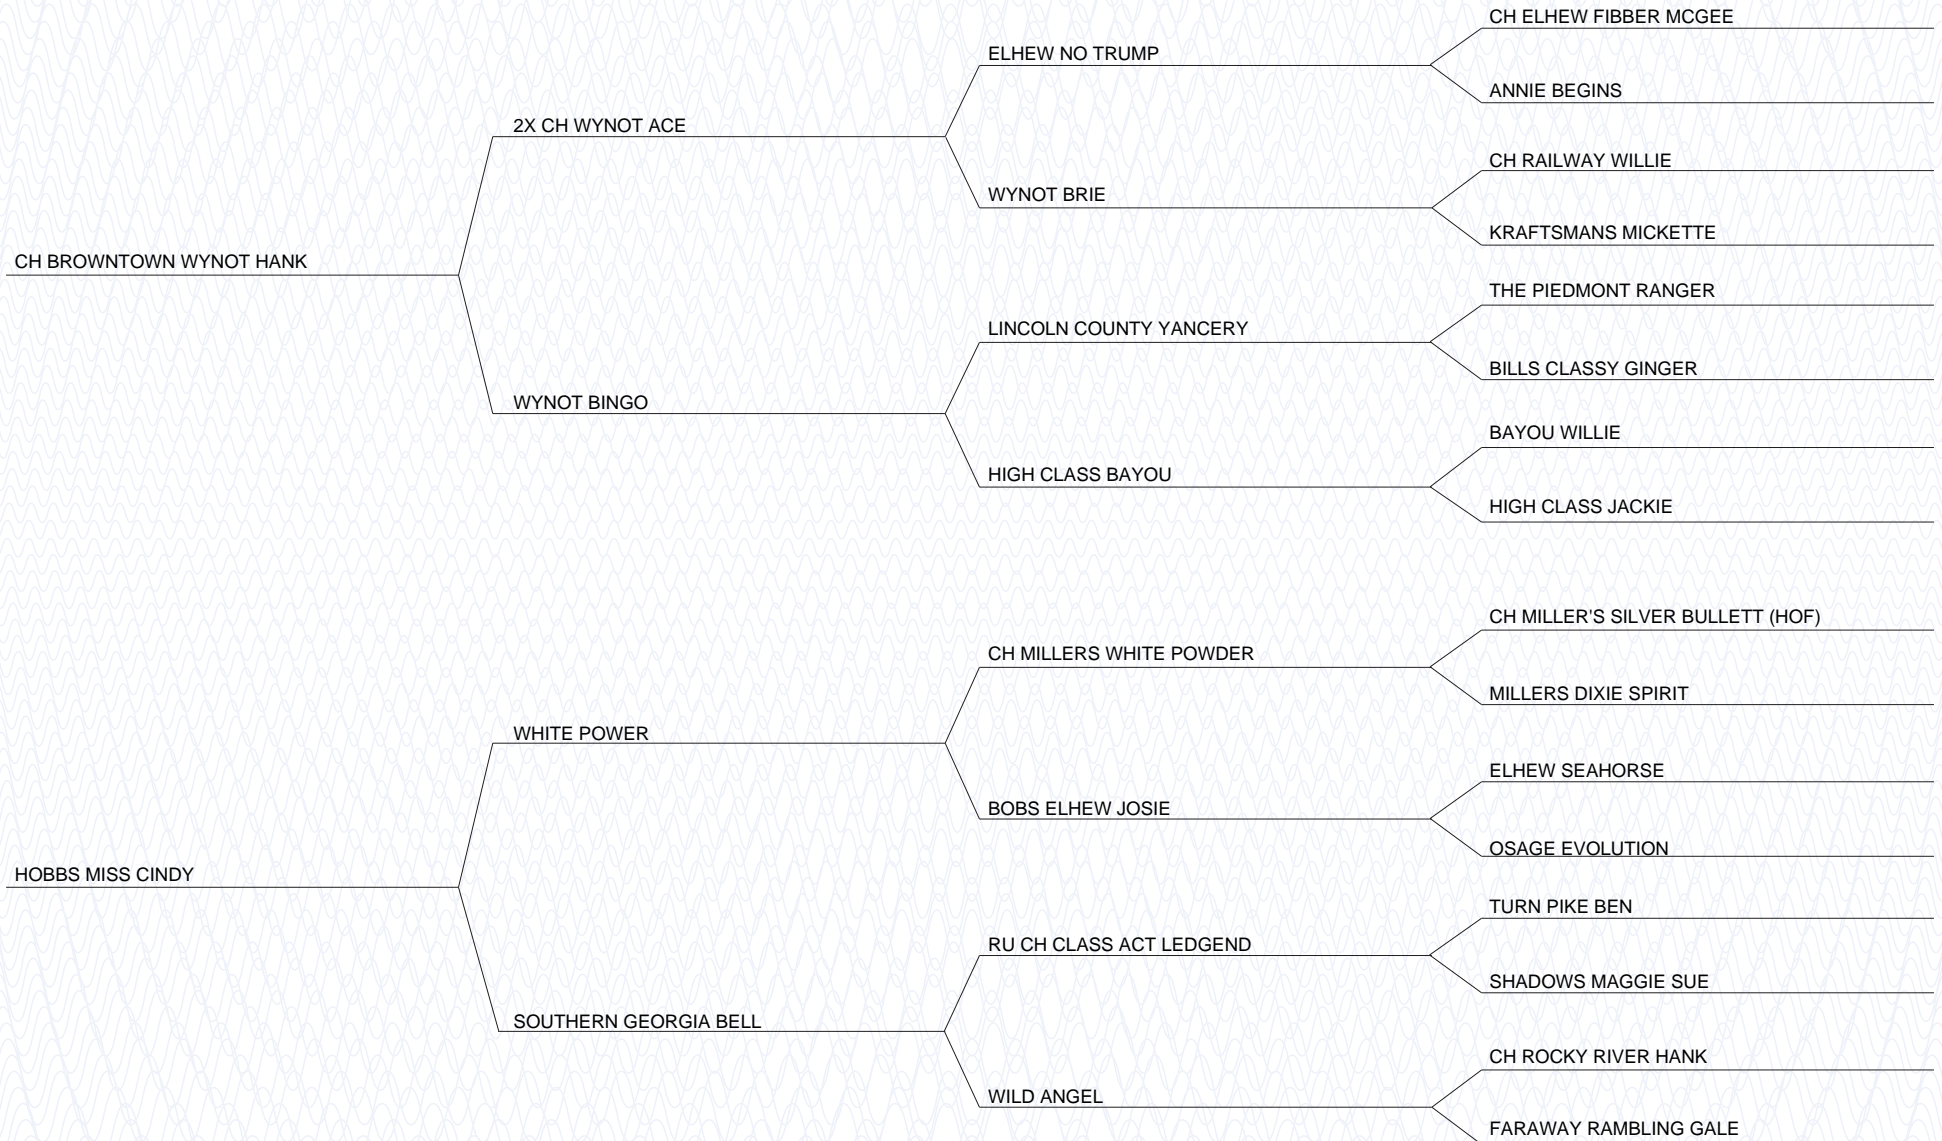 CH ELHEW FIBBER MCGEE
ELHEW NO TRUMP
ANNIE BEGINS
2X CH WYNOT ACE
CH RAILWAY WILLIE
WYNOT BRIE
KRAFTSMANS MICKETTE
CH BROWNTOWN WYNOT HANK
THE PIEDMONT RANGER
LINCOLN COUNTY YANCERY
BILLS CLASSY GINGER
WYNOT BINGO
BAYOU WILLIE
HIGH CLASS BAYOU
HIGH CLASS JACKIE
CH MILLER'S SILVER BULLETT (HOF)
CH MILLERS WHITE POWDER
MILLERS DIXIE SPIRIT
WHITE POWER
ELHEW SEAHORSE
BOBS ELHEW JOSIE
OSAGE EVOLUTION
HOBBS MISS CINDY
TURN PIKE BEN
RU CH CLASS ACT LEDGEND
SHADOWS MAGGIE SUE
SOUTHERN GEORGIA BELL
CH ROCKY RIVER HANK
WILD ANGEL
FARAWAY RAMBLING GALE